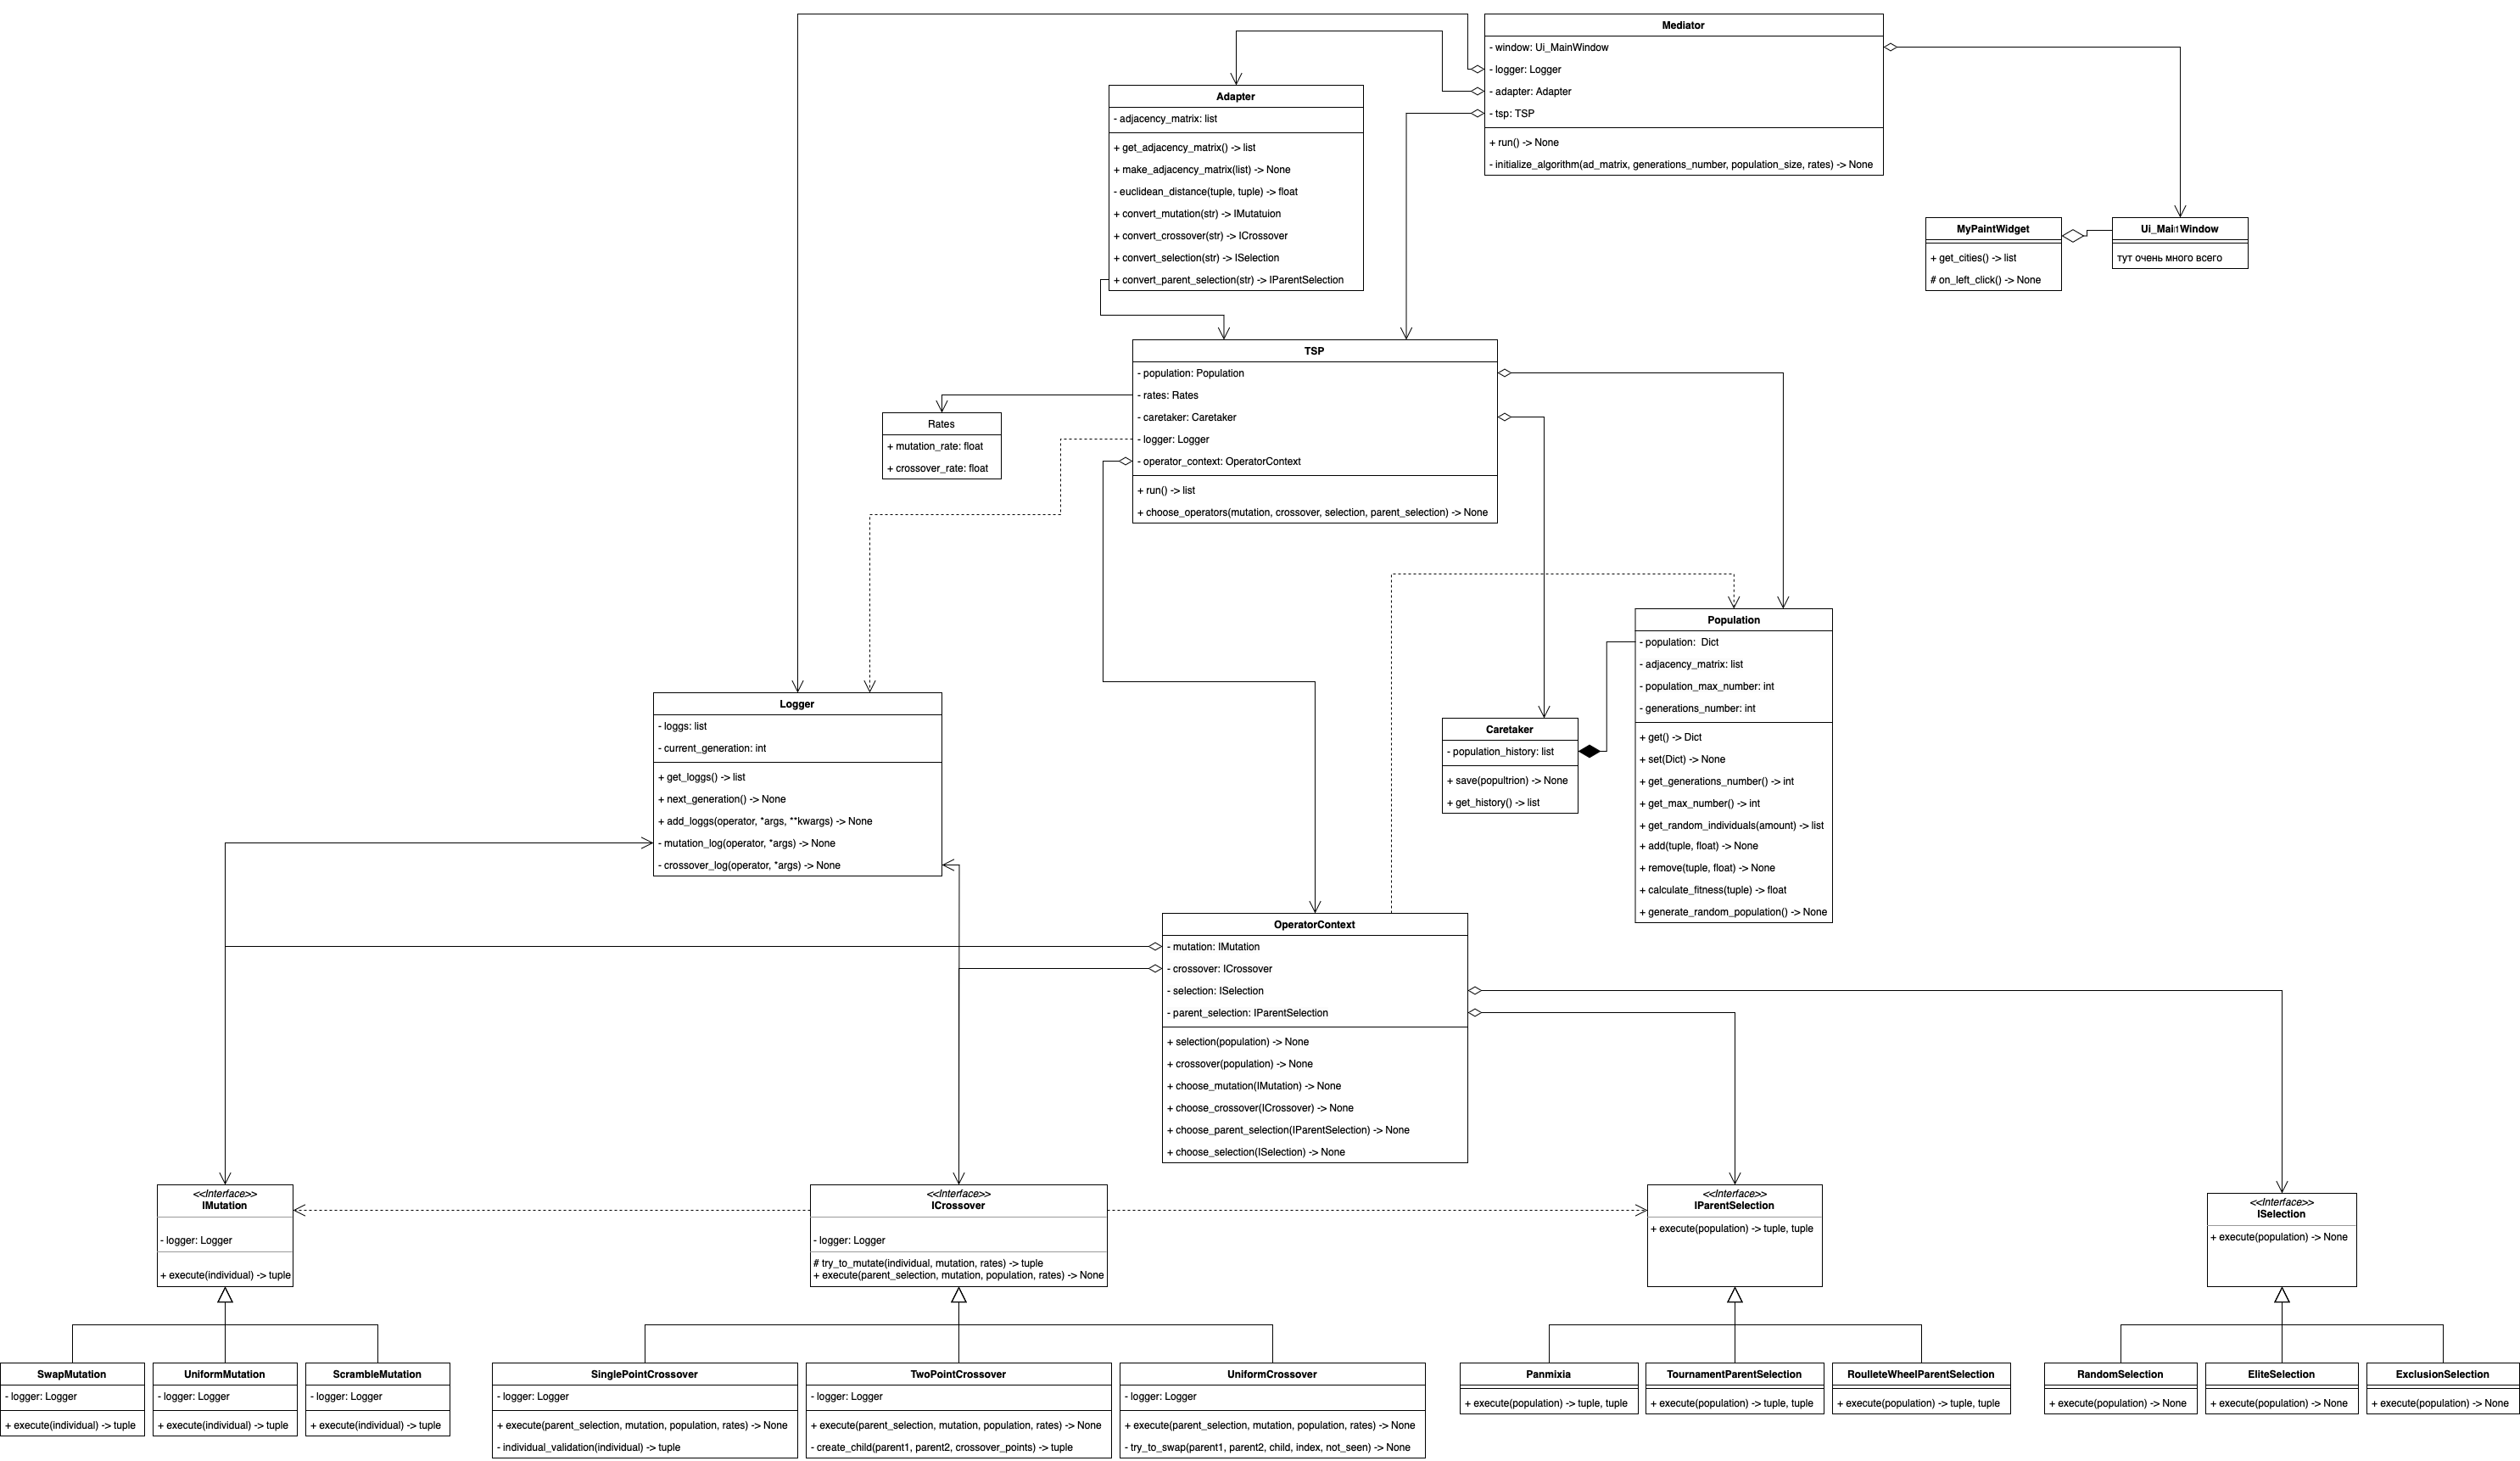 Mediator
- window: Ui_MainWindow
- logger: Logger
- adapter: Adapter
- tsp: TSP
+ run() -> None
- initialize_algorithm(ad_matrix, generations_number, population_size, rates) -> None
Adapter
- adjacency_matrix: list
+ get_adjacency_matrix() -> list
+ make_adjacency_matrix(list) -> None
- euclidean_distance(tuple, tuple) -> float
+ convert_mutation(str) -> IMutatuion
+ convert_crossover(str) -> ICrossover
+ convert_selection(str) -> ISelection
+ convert_parent_selection(str) -> IParentSelection
MyPaintWidget
+ get_cities() -> list
# on_left_click() -> None
Ui_MainWindow
тут очень много всего
TSP
- population: Population
- rates: Rates
- caretaker: Caretaker
- logger: Logger
- operator_context: OperatorContext
+ run() -> list
+ choose_operators(mutation, crossover, selection, parent_selection) -> None
Rates
+ mutation_rate: float
+ crossover_rate: float
Population
- population:  Dict
- adjacency_matrix: list
- population_max_number: int
- generations_number: int
+ get() -> Dict
+ set(Dict) -> None
+ get_generations_number() -> int
+ get_max_number() -> int
+ get_random_individuals(amount) -> list
+ add(tuple, float) -> None
+ remove(tuple, float) -> None
+ calculate_fitness(tuple) -> float
+ generate_random_population() -> None
Logger
- loggs: list
- current_generation: int
+ get_loggs() -> list
+ next_generation() -> None
+ add_loggs(operator, *args, **kwargs) -> None
- mutation_log(operator, *args) -> None
- crossover_log(operator, *args) -> None
Caretaker
- population_history: list
+ save(popultrion) -> None
+ get_history() -> list
OperatorContext
- mutation: IMutation
- crossover: ICrossover
- selection: ISelection
- parent_selection: IParentSelection
+ selection(population) -> None
+ crossover(population) -> None
+ choose_mutation(IMutation) -> None
+ choose_crossover(ICrossover) -> None
+ choose_parent_selection(IParentSelection) -> None
+ choose_selection(ISelection) -> None
<<Interface>>
IMutation
- logger: Logger
+ execute(individual) -> tuple
<<Interface>>
ICrossover
- logger: Logger
# try_to_mutate(individual, mutation, rates) -> tuple
+ execute(parent_selection, mutation, population, rates) -> None
<<Interface>>
IParentSelection
+ execute(population) -> tuple, tuple
<<Interface>>
ISelection
+ execute(population) -> None
SwapMutation
- logger: Logger
+ execute(individual) -> tuple
UniformMutation
- logger: Logger
+ execute(individual) -> tuple
ScrambleMutation
- logger: Logger
+ execute(individual) -> tuple
SinglePointCrossover
- logger: Logger
+ execute(parent_selection, mutation, population, rates) -> None
- individual_validation(individual) -> tuple
TwoPointCrossover
- logger: Logger
+ execute(parent_selection, mutation, population, rates) -> None
- create_child(parent1, parent2, crossover_points) -> tuple
UniformCrossover
- logger: Logger
+ execute(parent_selection, mutation, population, rates) -> None
- try_to_swap(parent1, parent2, child, index, not_seen) -> None
Panmixia
+ execute(population) -> tuple, tuple
TournamentParentSelection
+ execute(population) -> tuple, tuple
RoulleteWheelParentSelection
+ execute(population) -> tuple, tuple
RandomSelection
+ execute(population) -> None
EliteSelection
+ execute(population) -> None
ExclusionSelection
+ execute(population) -> None